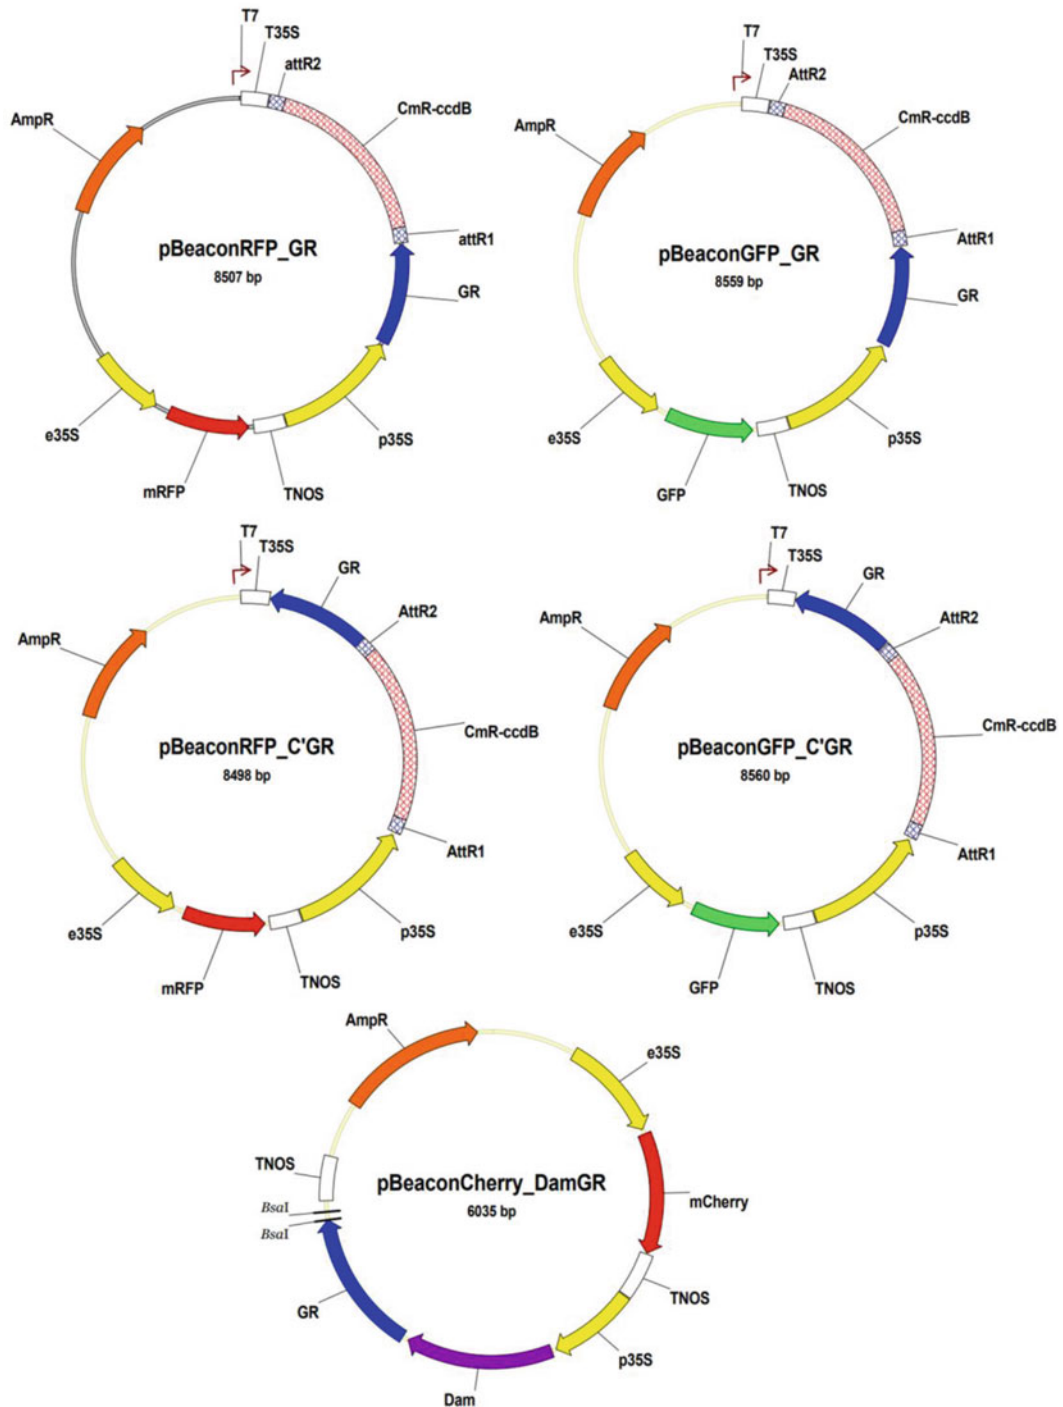 T7
T35S
attR2
CmR-ccdB
AmpR
attR1
pBeaconRFP_GR
8507 bp
GR
e35S
p35S
mRFP
TNOS
T7
T35S
AttR2
CmR-ccdB
AmpR
AttR1
pBeaconGFP_GR
8559 bp
GR
e35S
p35S
GFP
TNOS
T7
T35S
GR
AttR2
AmpR
CmR-ccdB
pBeaconRFP_C'GR
8498 bp
AttR1
e35S
p35S
mRFP
TNOS
T7
T35S
GR
AttR2
AmpR
CmR-ccdB
pBeaconGFP_C'GR
8560 bp
AttR1
e35S
p35S
GFP
TNOS
AmpR
e35S
TNOS
pBeaconCherry_DamGR
6035 bp
mCherry
BsaI
BsaI
TNOS
GR
p35S
Dam